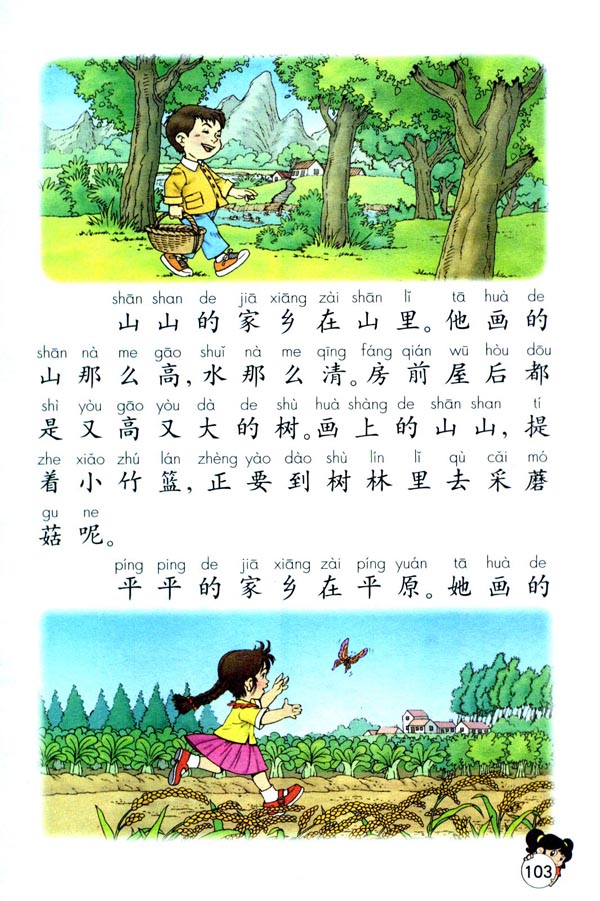 shān shan de jiā xiāng zài shān lǐ tā huà de
山山的家乡在山里。他画的
shān nà me gāo shuǐ nà me qīng fáng qián wū hòu dōu
山那么高，水那么清。房前屋后都
shì yòu gāo yòu dà de shù huà shàng de shān shan tí
是又高又大的树。画上的山山，提
zhe xiǎo zhú lán zhèng yào dào shù lín lǐ qù cǎi mó
着小竹篮，正要到树林里去采蘑
gu ne
菇呢。
píng ping de jiā xiāng zài píng yuán tā huà de
平平的家乡在平原。她画的
103